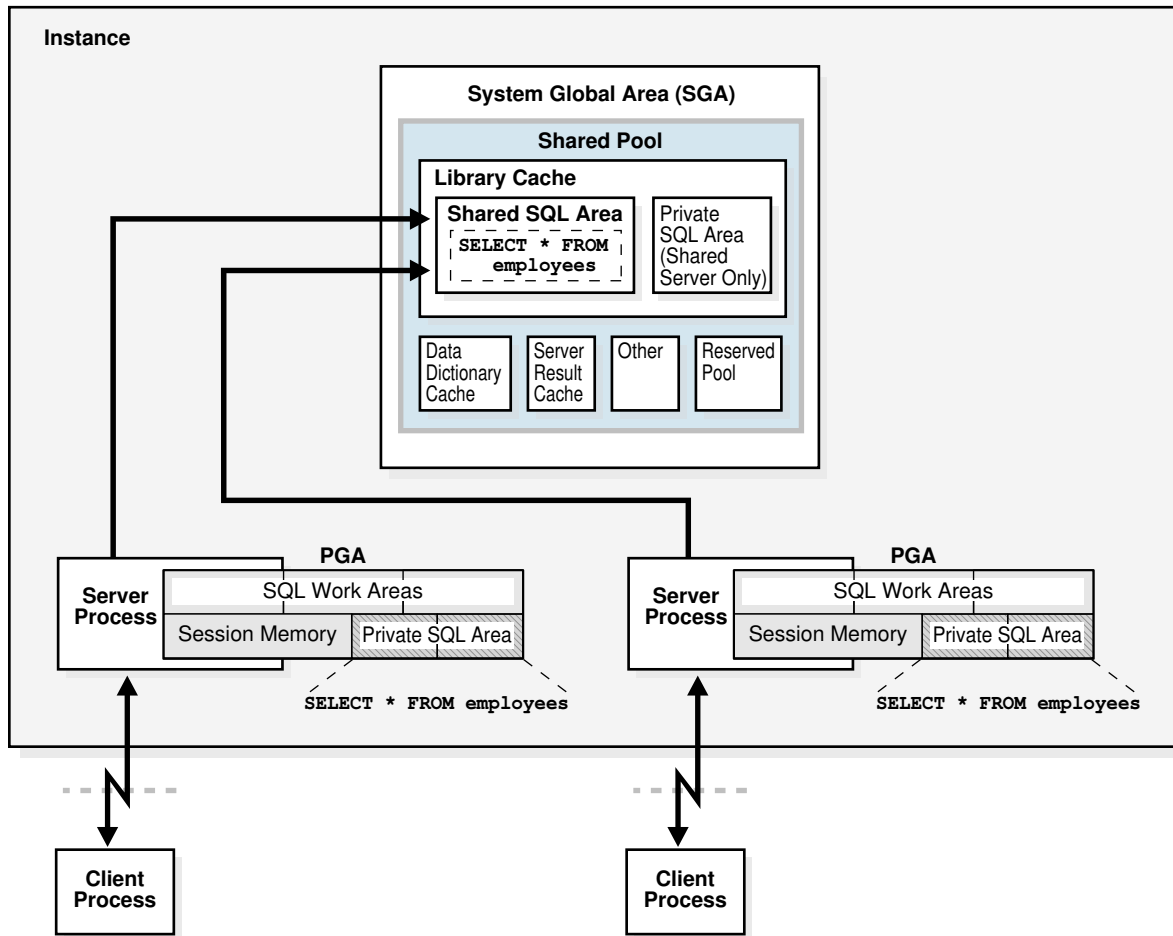 Instance
System Global Area (SGA)
Shared Pool
Library Cache
Shared SQL Area
SELECT * FROM
employees
Private
SQL Area
(Shared
Server Only)
Data
Dictionary
Cache
Server
Result
Cache
Other
Reserved
Pool
PGA
Server
Process
SQL Work Areas
Session Memory
Private SQL Area
SELECT * FROM employees
PGA
Server
Process
SQL Work Areas
Session Memory
Private SQL Area
SELECT * FROM employees
Client
Process
Client
Process